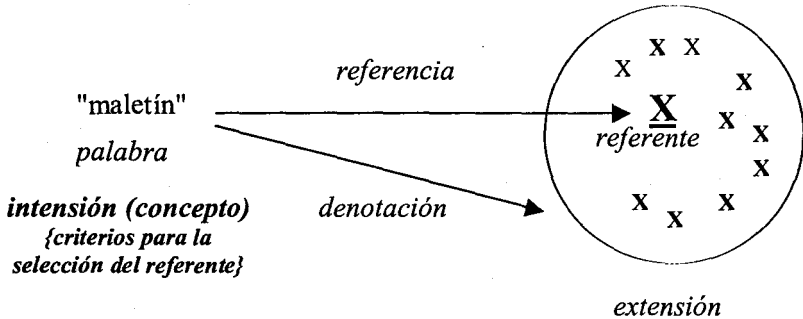 referencia
"maletín"
palabra
intensión (concepto)
{criterios para la
selección del referente}
denotación
x x x x
X x x x
referente
x x x
extensión